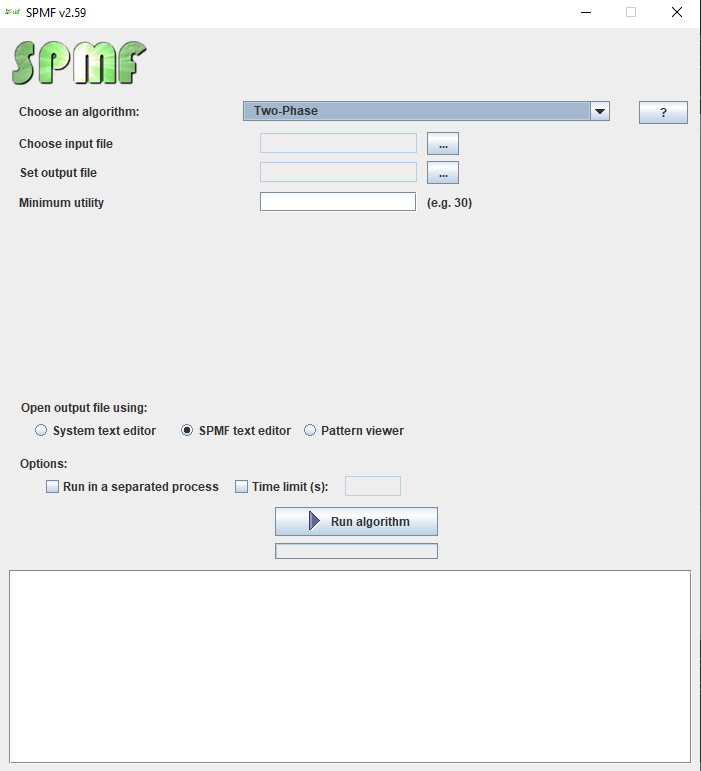 SPMF v2.59
SPMF
Choose an algorithm: Two-Phase ?
Choose input file ...
Set output file ...
Minimum utility (e.g. 30)
Open output file using:
System text editor SPMF text editor Pattern viewer
Options:
Run in a separated process Time limit (s):
Run algorithm